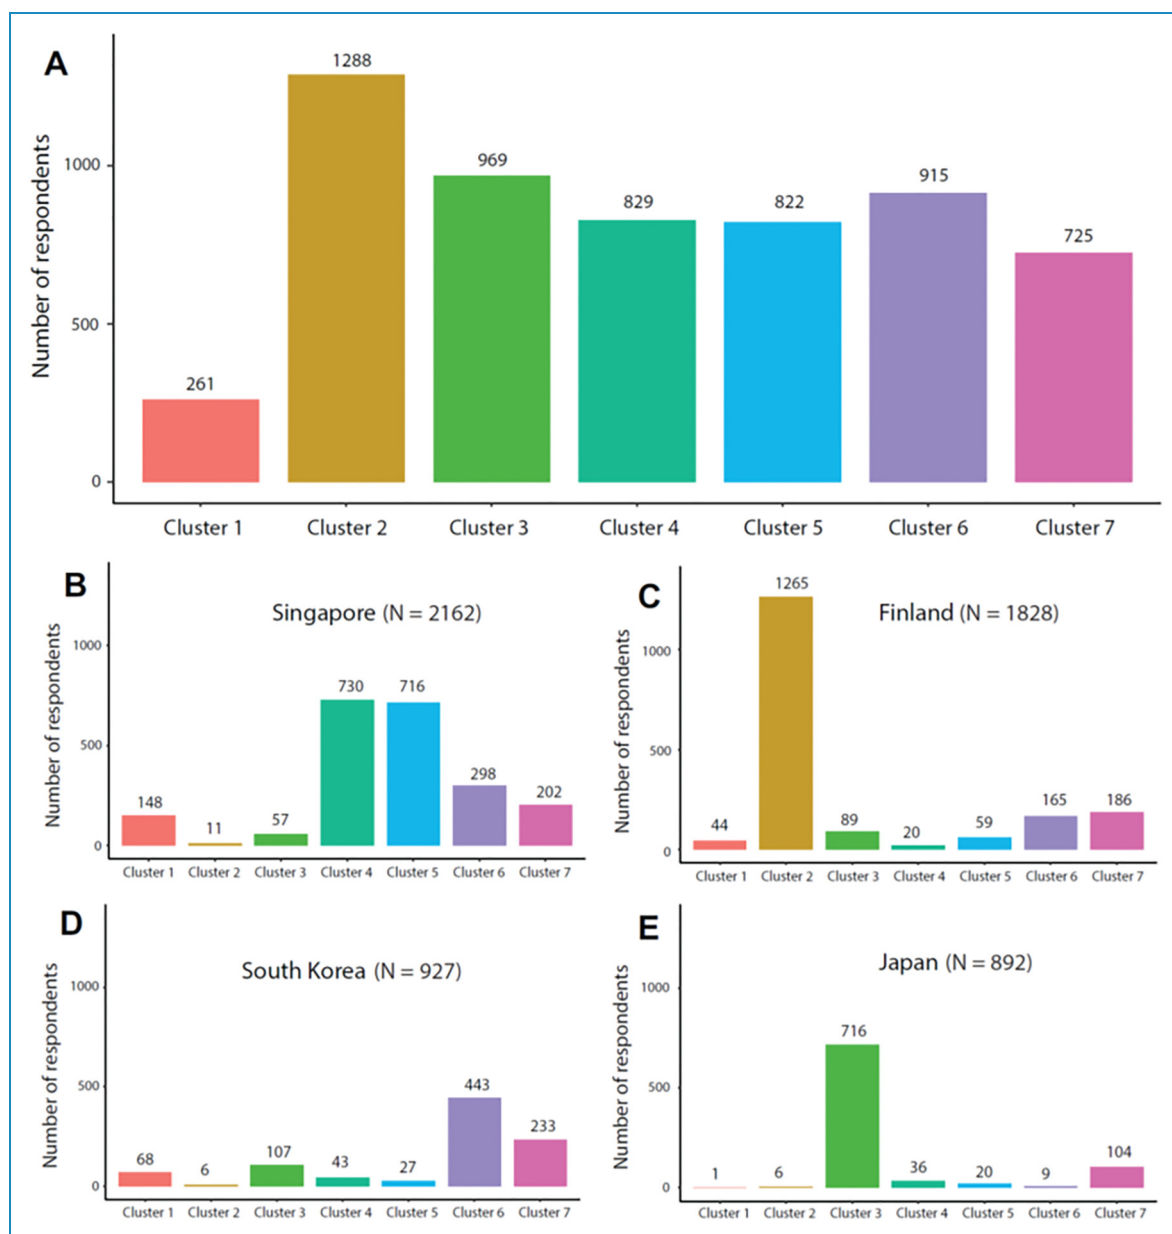 A
Number of respondents
1288
969
915
829
822
725
261
1000
500
0
Cluster 1 Cluster 2 Cluster 3 Cluster 4 Cluster 5 Cluster 6 Cluster 7
B
Singapore (N = 2162)
Number of respondents
1000
500
0
148 11 57 730 716 298 202
Cluster 1 Cluster 2 Cluster 3 Cluster 4 Cluster 5 Cluster 6 Cluster 7
C
Finland (N = 1828)
Number of respondents
1000
500
0
44 1265 89 20 59 165 186
Cluster 1 Cluster 2 Cluster 3 Cluster 4 Cluster 5 Cluster 6 Cluster 7
D
South Korea (N = 927)
Number of respondents
1000
500
0
68 6 107 43 27 443 233
Cluster 1 Cluster 2 Cluster 3 Cluster 4 Cluster 5 Cluster 6 Cluster 7
E
Japan (N = 892)
Number of respondents
1000
500
0
1 6 716 36 20 9 104
Cluster 1 Cluster 2 Cluster 3 Cluster 4 Cluster 5 Cluster 6 Cluster 7